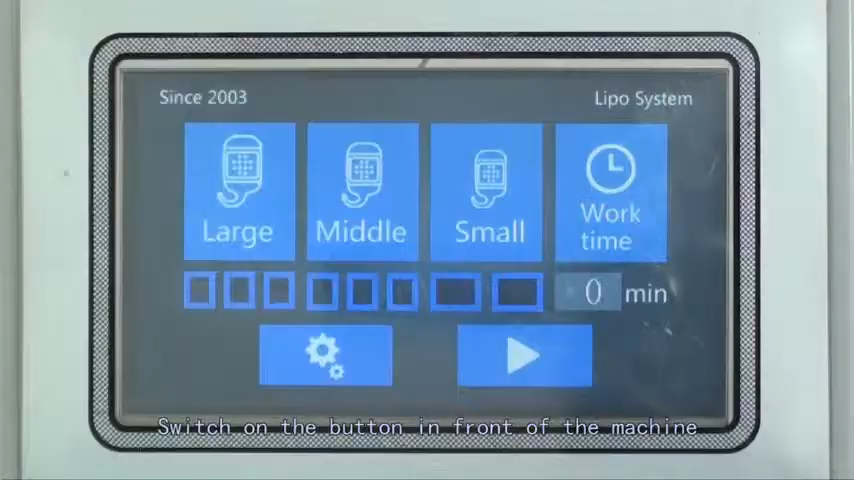 Since 2003
Lipo System
Large
Middle
Small
Work
time
0 min
Switch on the button in front of the machine